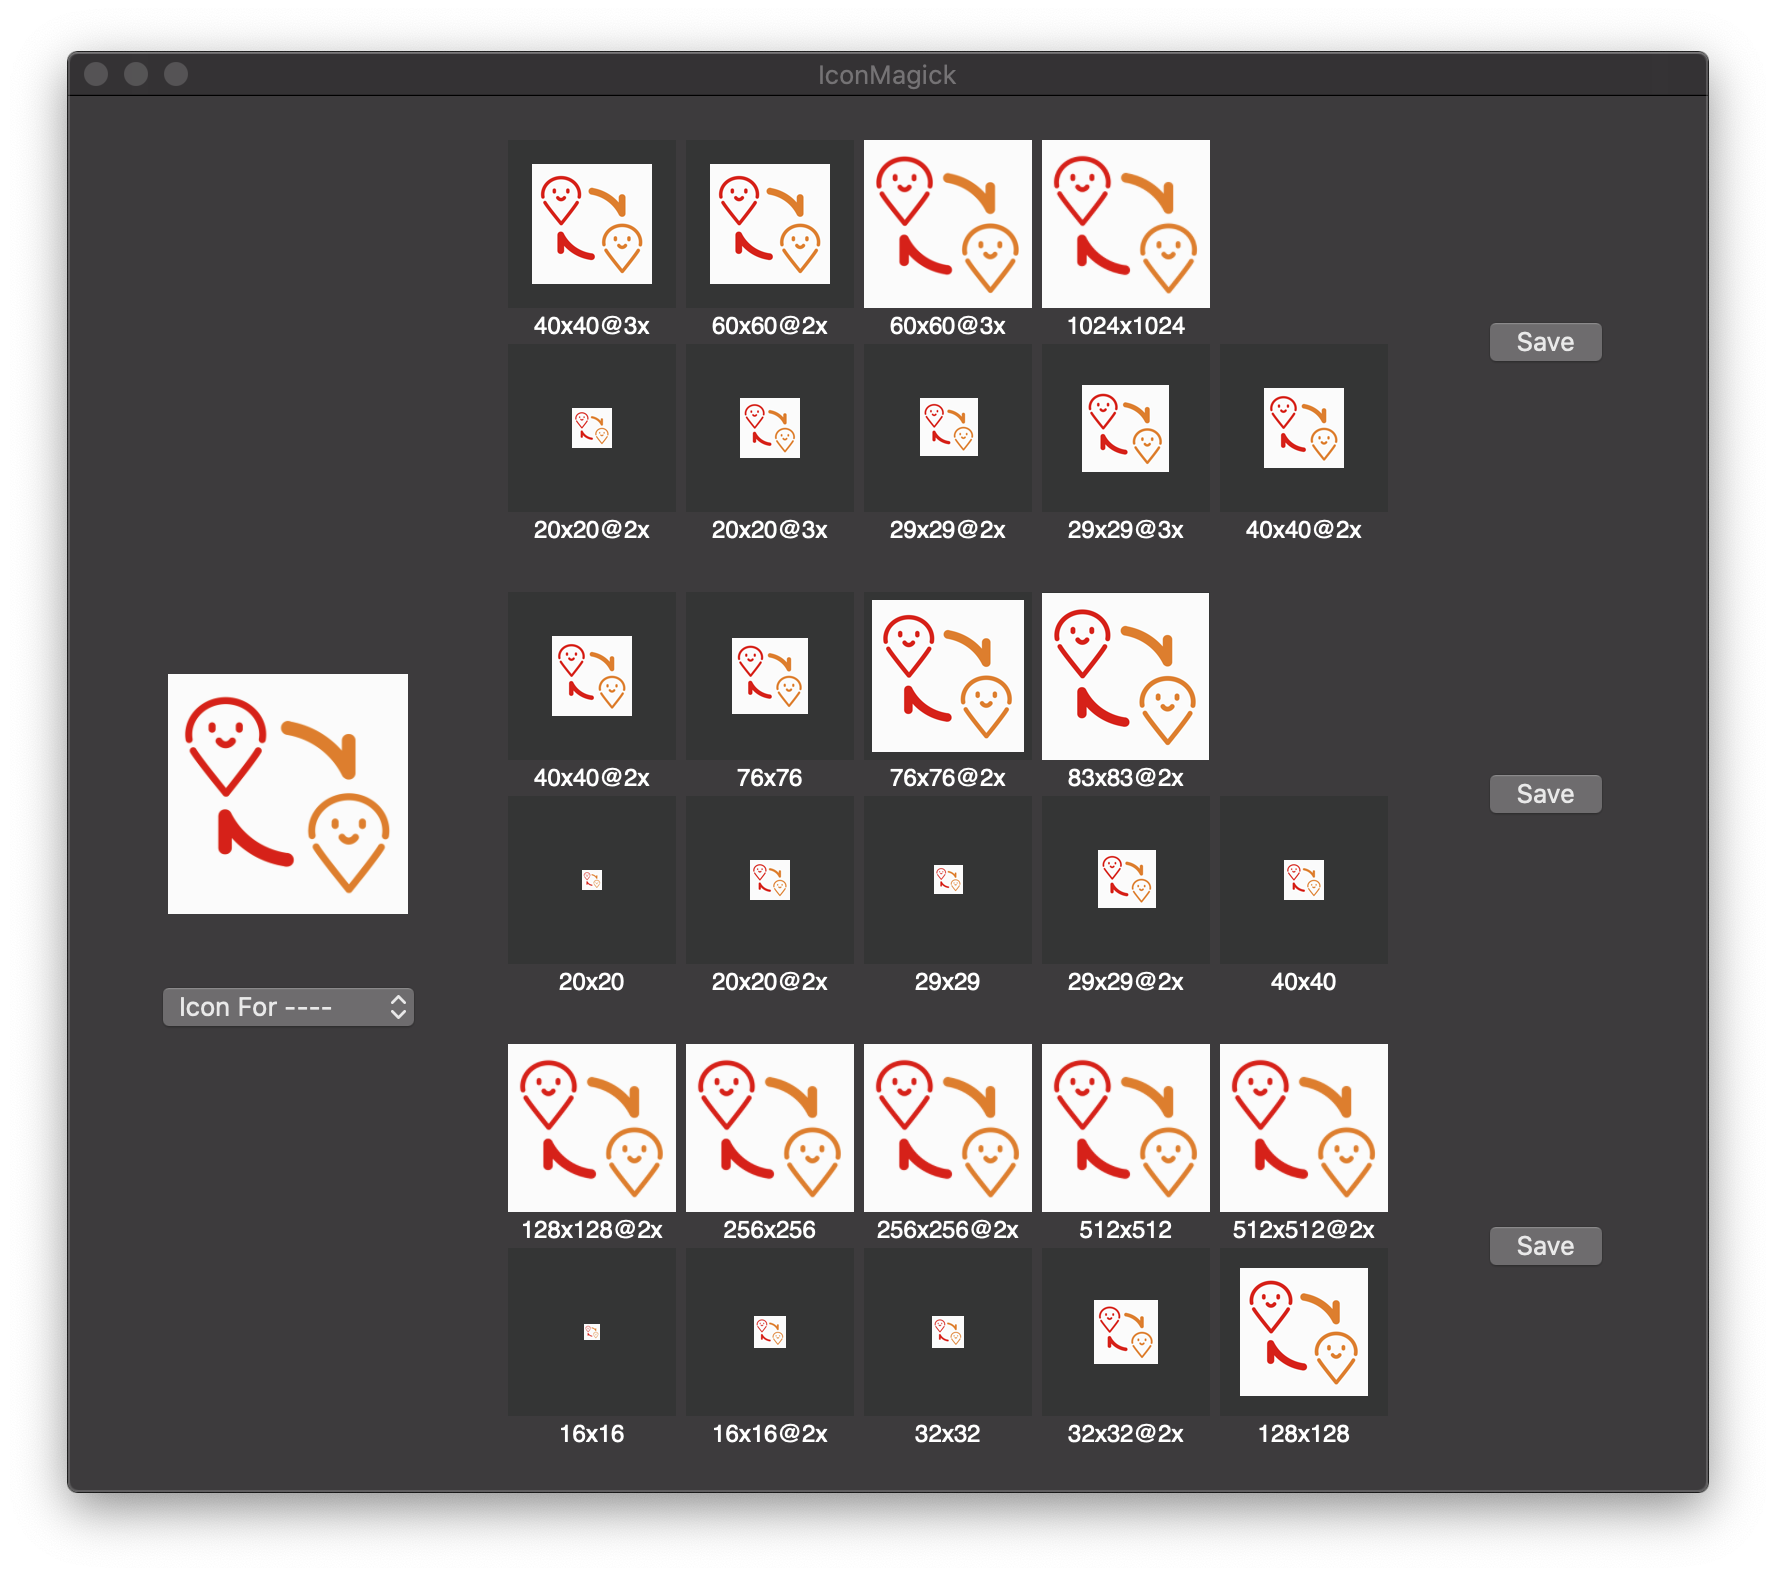 IconMagick
40x40@3x 60x60@2x 60x60@3x 1024x1024
Save
20x20@2x 20x20@3x 29x29@2x 29x29@3x 40x40@2x
40x40@2x 76x76 76x76@2x 83x83@2x
Save
20x20 20x20@2x 29x29 29x29@2x 40x40
Icon For ----
128x128@2x 256x256 256x256@2x 512x512 512x512@2x
Save
16x16 16x16@2x 32x32 32x32@2x 128x128